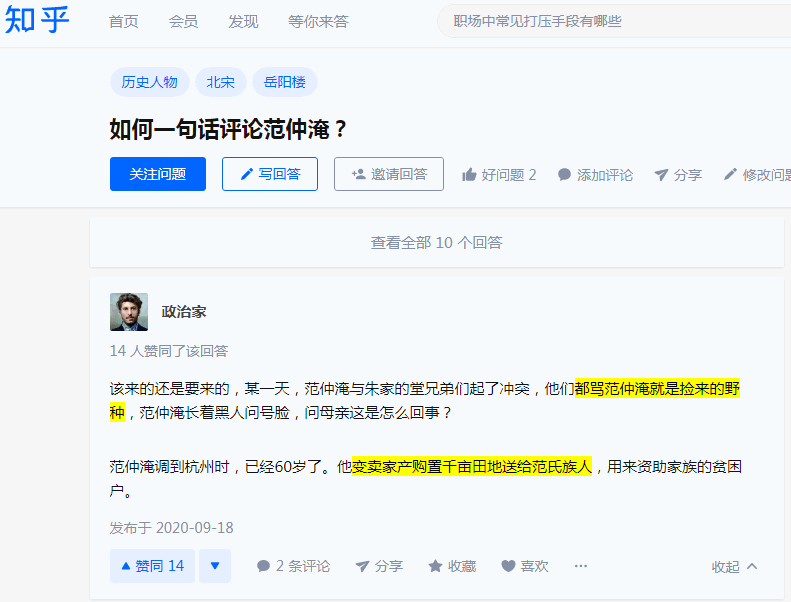 知乎 首页 会员 发现 等你来答 职场中常见打压手段有哪些
历史人物 北宋 岳阳楼
如何一句话评论范仲淹？
关注问题 写回答 邀请回答 好问题 2 添加评论 分享 修改问题
查看全部 10 个回答
政治家
14 人赞同了该回答
该来的还是要来的，某一天，范仲淹与朱家的堂兄弟们起了冲突，他们都骂范仲淹就是捡来的野
种，范仲淹长着黑人问号脸，问母亲这是怎么回事？
范仲淹调到杭州时，已经60岁了。他变卖家产购置千亩田地送给范氏族人，用来资助家族的贫困
户。
发布于 2020-09-18
赞同 14 2 条评论 分享 收藏 喜欢 ··· 收起